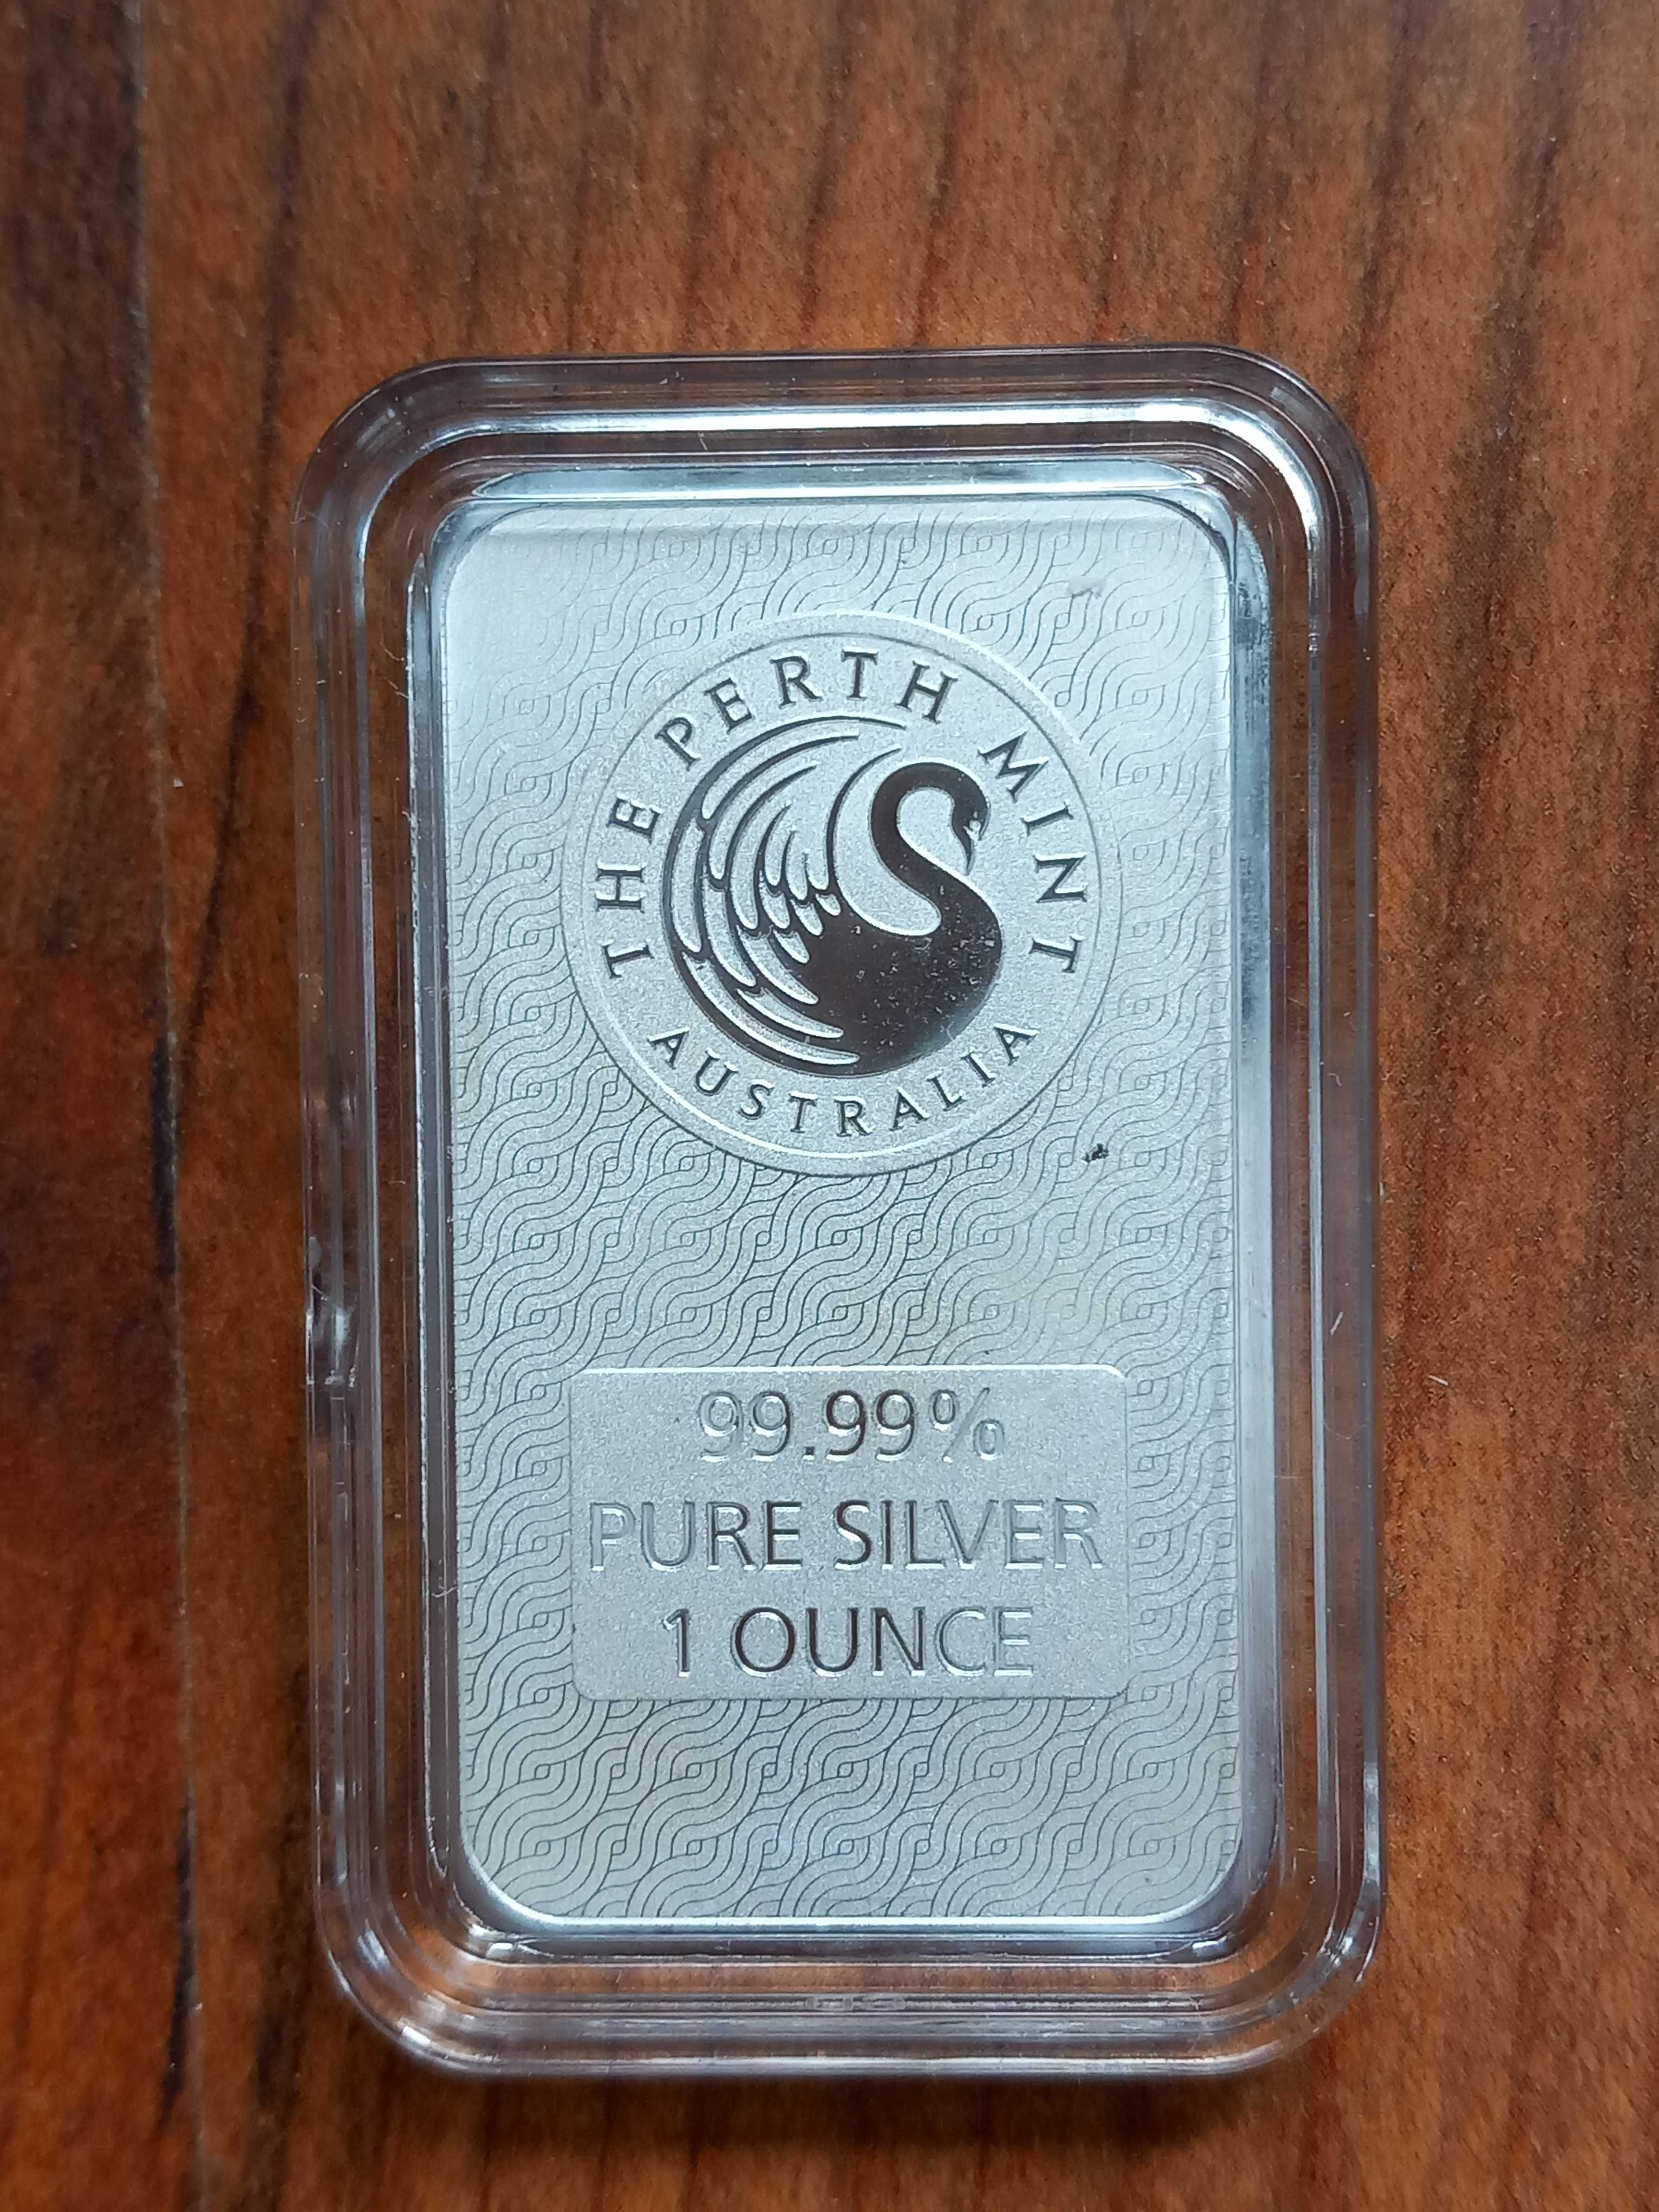 THE PERTH MINT
AUSTRALIA
99.99%
PURE SILVER
1 OUNCE